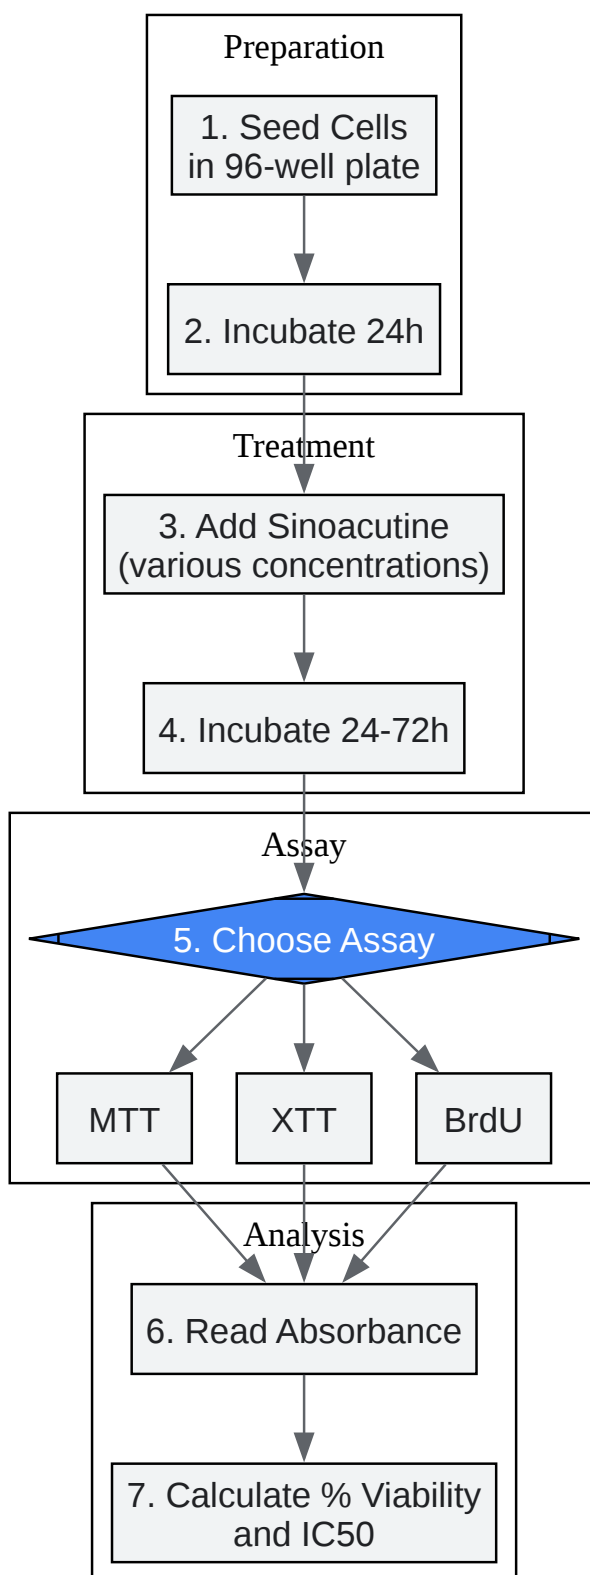 Preparation
1. Seed Cells
in 96-well plate
2. Incubate 24h
Treatment
3. Add Sinoacutine
(various concentrations)
4. Incubate 24-72h
Assay
5. Choose Assay
MTT
XTT
BrdU
Analysis
6. Read Absorbance
7. Calculate % Viability
and IC50